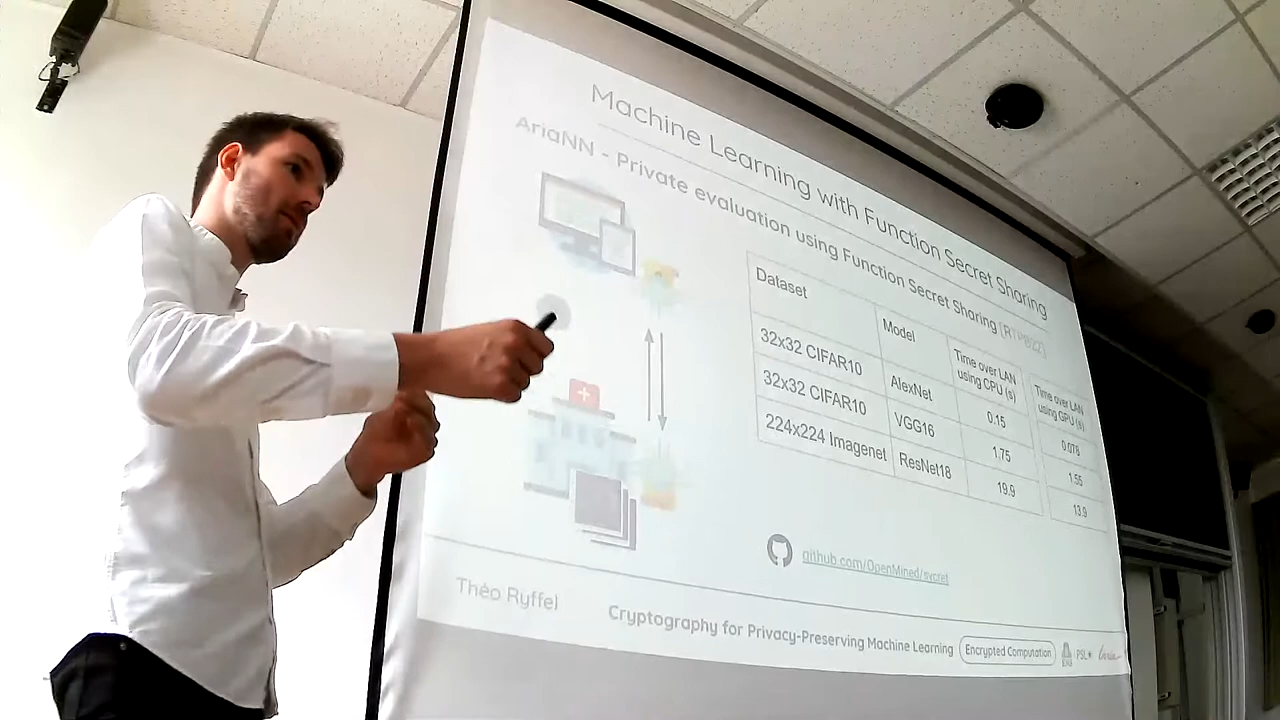 Machine Learning with Function Secret Sharing
AriaNN - Private evaluation using Function Secret Sharing [RTPB22]
Dataset Model Time over LAN using CPU (s) Time over LAN using GPU (s)
32x32 CIFAR10 AlexNet 0.15 0.078
32x32 CIFAR10 VGG16 1.75 1.55
224x224 Imagenet ResNet18 19.9 13.9
github.com/OpenMined/sycret
Théo Ryffel
Cryptography for Privacy-Preserving Machine Learning
Encrypted Computation
ENS
PSL